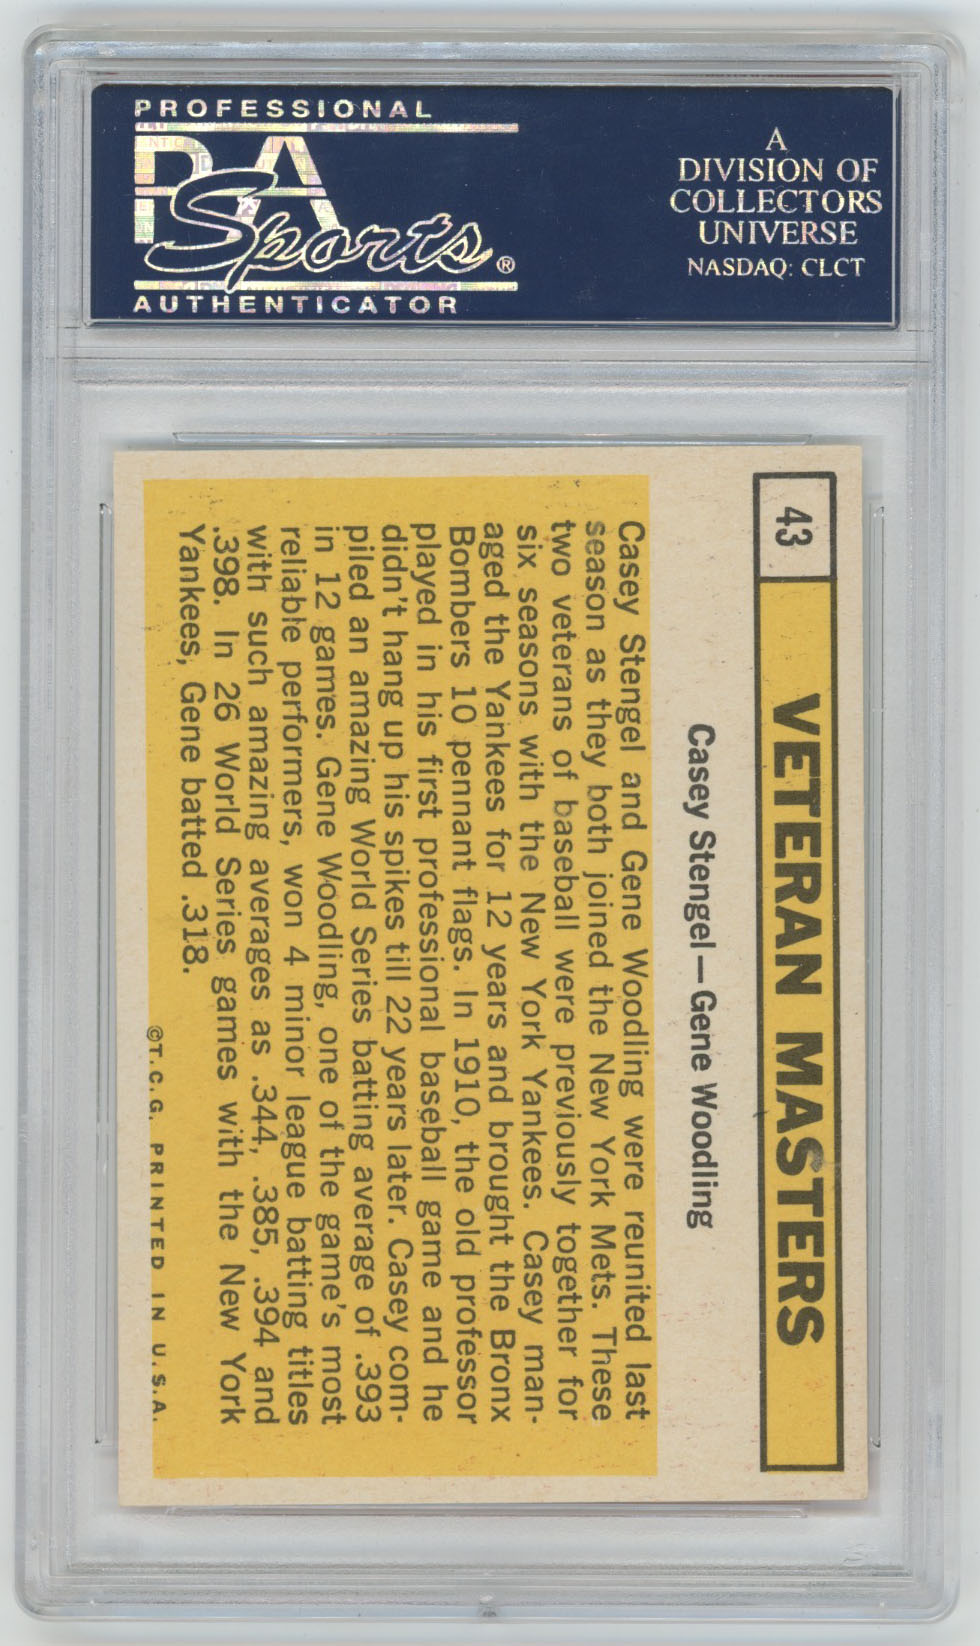 PROFESSIONAL
PSA
Sports®
AUTHENTICATOR
A
DIVISION OF
COLLECTORS
UNIVERSE
NASDAQ: CLCT
43
VETERAN MASTERS
Casey Stengel—Gene Woodling
Casey Stengel and Gene Woodling were reunited last
season as they both joined the New York Mets. These
two veterans of baseball were previously together for
six seasons with the New York Yankees. Casey man-
aged the Yankees for 12 years and brought the Bronx
Bombers 10 pennant flags. In 1910, the old professor
played in his first professional baseball game and he
didn't hang up his spikes till 22 years later. Casey com-
piled an amazing World Series batting average of .393
in 12 games. Gene Woodling, one of the game's most
reliable performers, won 4 minor league batting titles
with such amazing averages as .344, .385, .394 and
.398. In 26 World Series games with the New York
Yankees, Gene batted .318.
©T.C.G. PRINTED IN U.S.A.